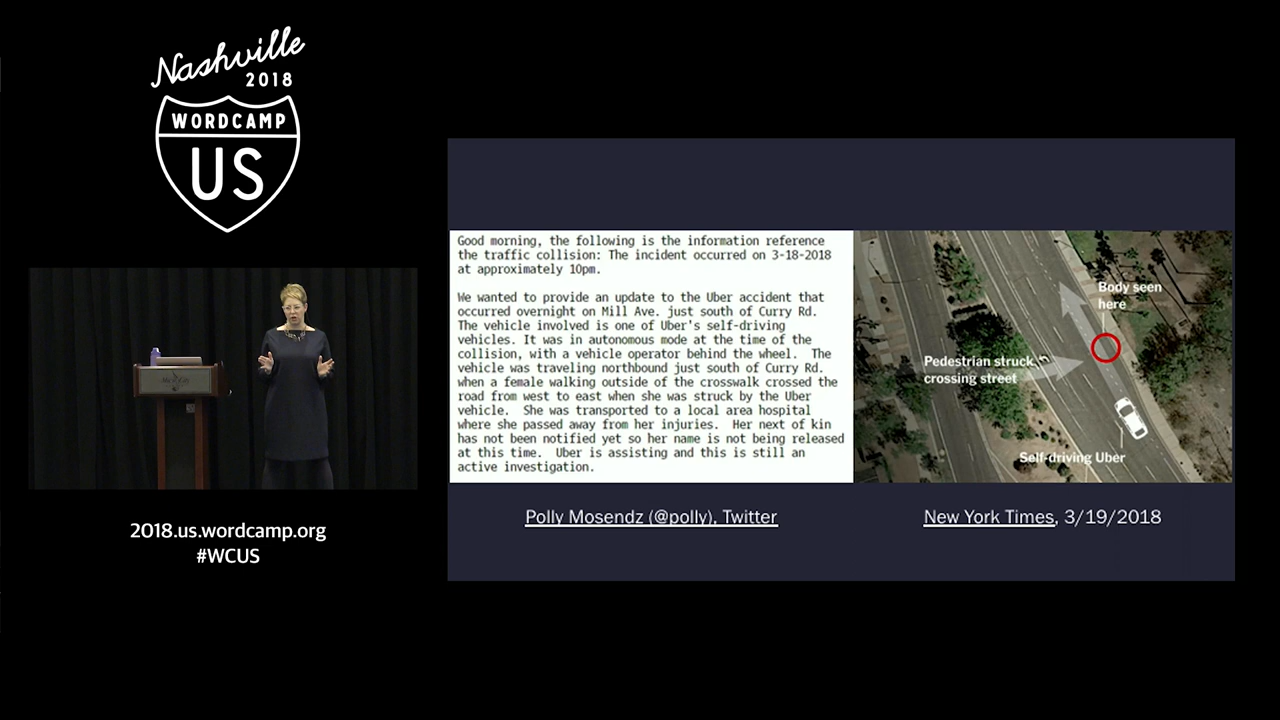 Nashville
2018
WORDCAMP
US
2018.us.wordcamp.org
#WCUS
Good morning, the following is the information reference
the traffic collision: The incident occurred on 3-18-2018
at approximately 10pm.
We wanted to provide an update to the Uber accident that
occurred overnight on Mill Ave. just south of Curry Rd.
The vehicle involved is one of Uber's self-driving
vehicles. It was in autonomous mode at the time of the
collision, with a vehicle operator behind the wheel. The
vehicle was traveling northbound just south of Curry Rd.
when a female walking outside of the crosswalk crossed the
road from west to east when she was struck by the Uber
vehicle. She was transported to a local area hospital
where she passed away from her injuries. Her next of kin
has not been notified yet so her name is not being released
at this time. Uber is assisting and this is still an
active investigation.
Body seen
here
Pedestrian struck
crossing street
Self-driving Uber
Polly Mosendz (@polly), Twitter
New York Times, 3/19/2018